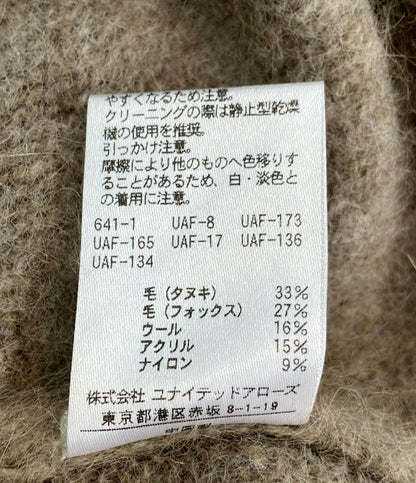 やすくなるため注意。
クリーニングの際は静止型乾燥
機の使用を推奨。
引っかけ注意。
摩擦により他のものへ色移りす
ることがあるため、白・淡色と
の着用に注意。
641-1 UAF-8 UAF-173
UAF-165 UAF-17 UAF-136
UAF-134
毛(タヌキ) 33%
毛(フォックス) 27%
ウール 16%
アクリル 15%
ナイロン 9%
株式会社 ユナイテッドアローズ
東京都港区赤坂 8-1-19